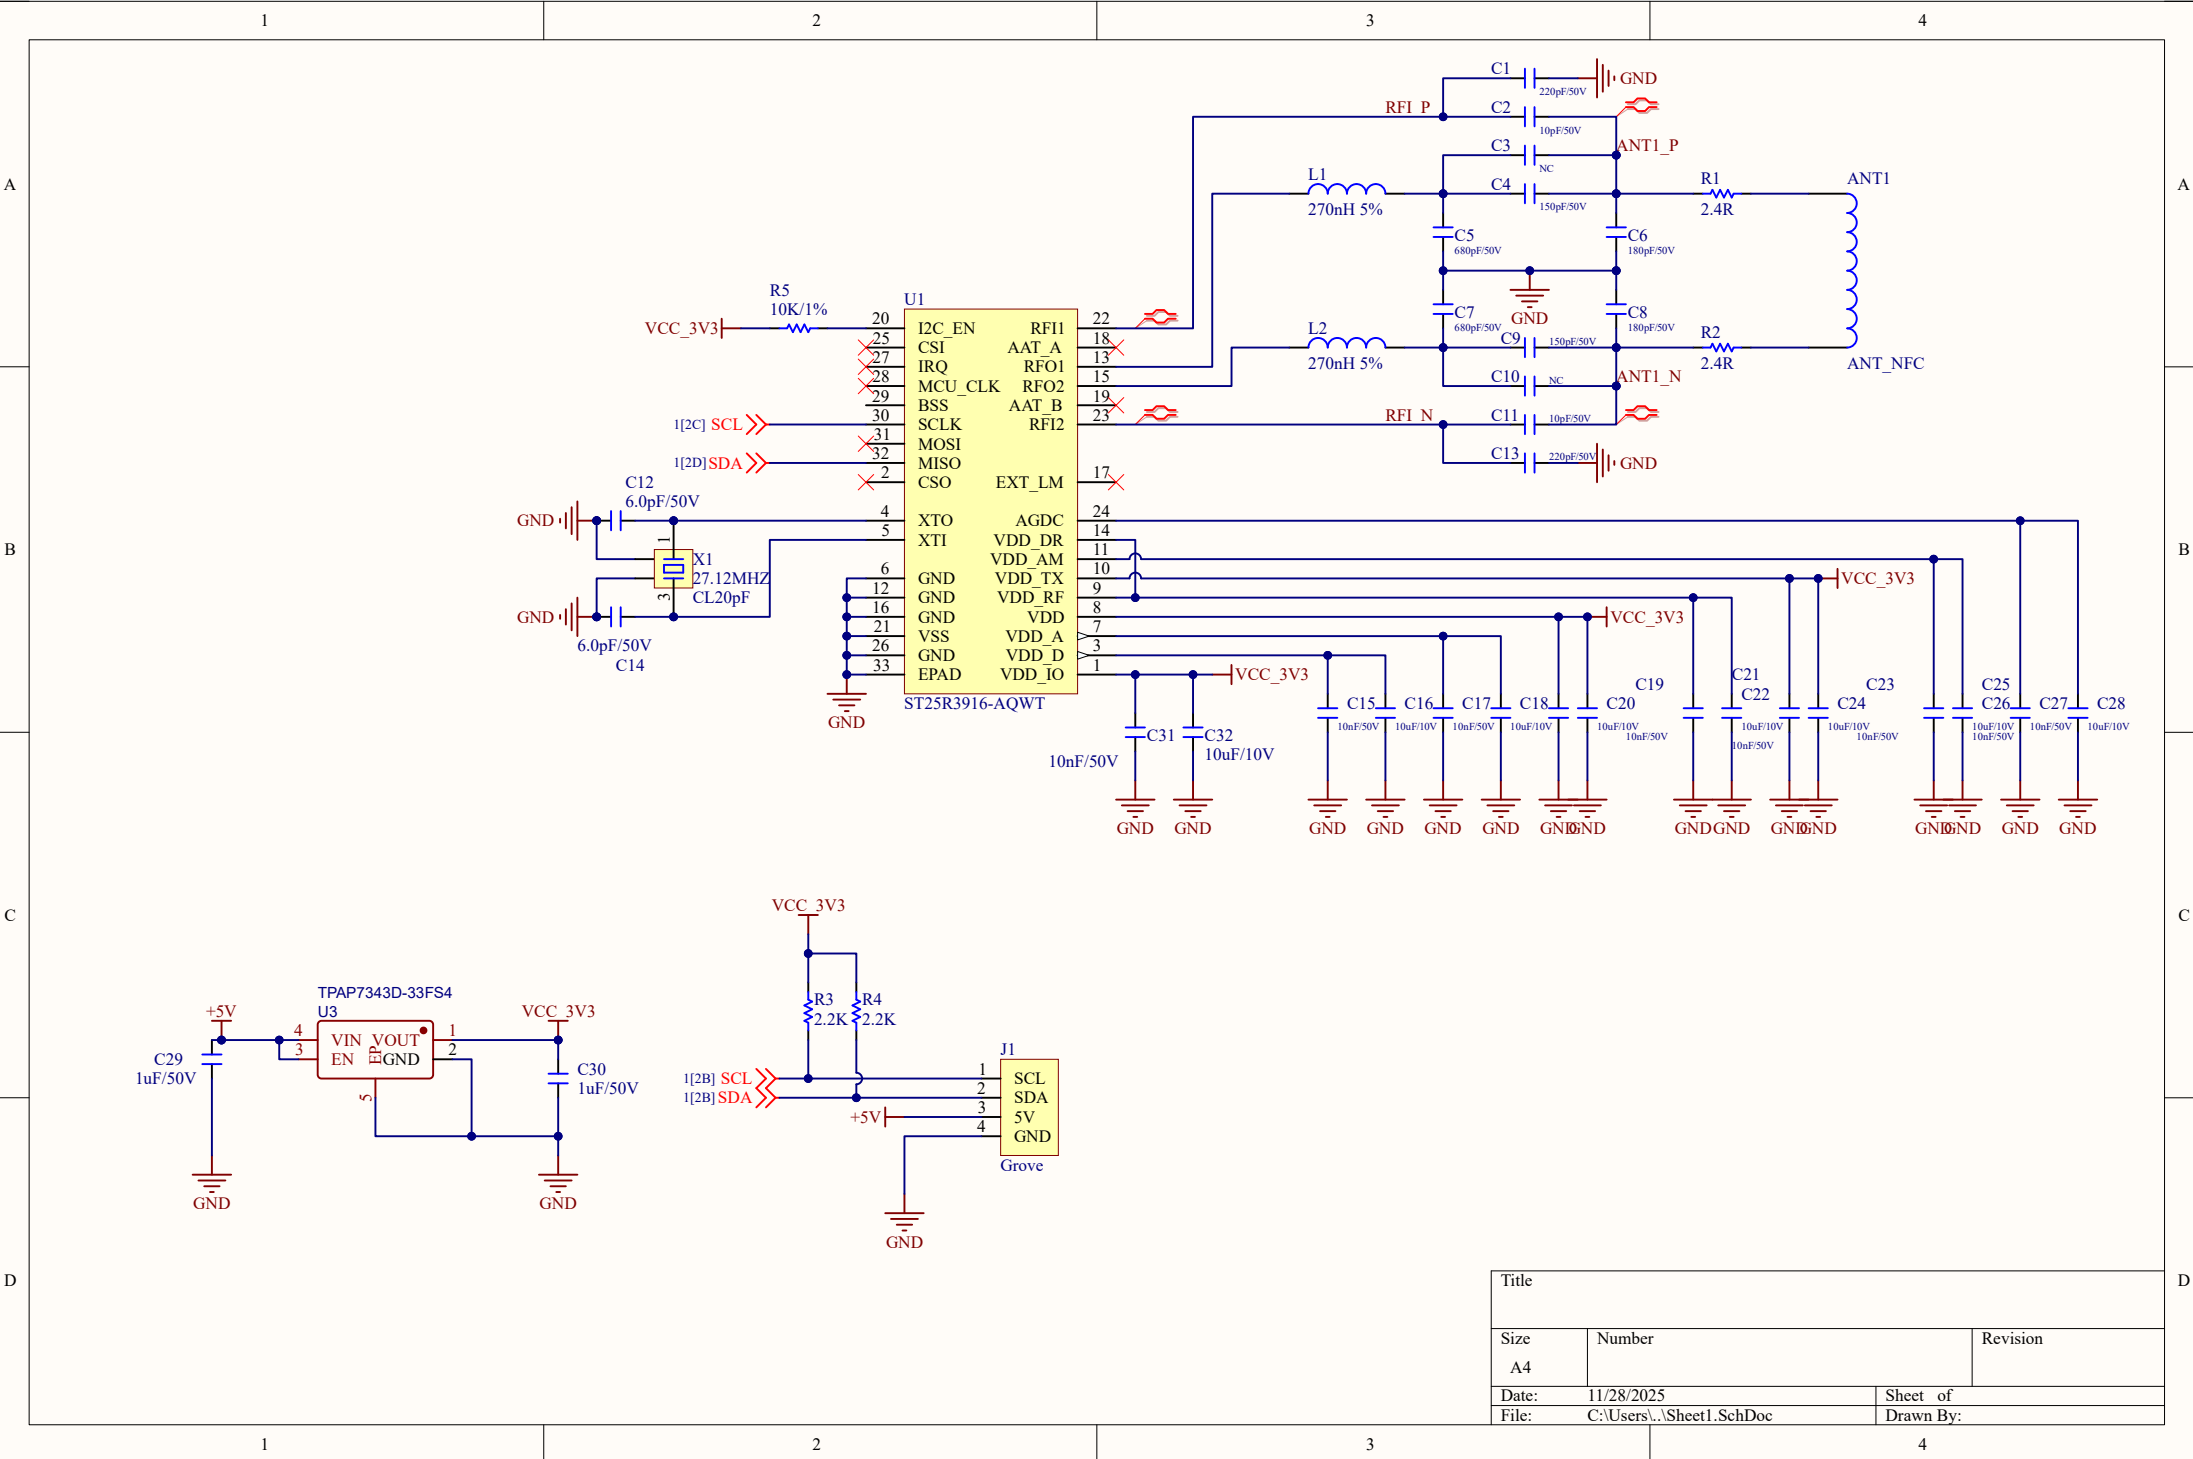 1 2 3 4
A
B
C
D
A
B
C
D
C1
220pF/50V
GND
RFI_P
C2
10pF/50V
C3
NC
ANT1_P
L1
270nH 5%
C4
150pF/50V
R1
2.4R
ANT1
C5
680pF/50V
C6
180pF/50V
GND
C7
680pF/50V
C8
180pF/50V
L2
270nH 5%
C9
150pF/50V
R2
2.4R
ANT_NFC
C10
NC
ANT1_N
RFI_N
C11
10pF/50V
C13
220pF/50V
GND
R5
10K/1%
VCC_3V3
U1
20 I2C_EN RFI1 22
25 CSI AAT_A 18
27 IRQ RFO1 13
28 MCU_CLK RFO2 15
29 BSS AAT_B 19
1[2C] SCL 30 SCLK RFI2 23
31 MOSI
1[2D] SDA 32 MISO
2 CSO EXT_LM 17
4 XTO AGDC 24
5 XTI VDD_DR 14
VDD_AM 11
6 GND VDD_TX 10 VCC_3V3
12 GND VDD_RF 9
16 GND VDD 8 VCC_3V3
21 VSS VDD_A 7
26 GND VDD_D 3
33 EPAD VDD_IO 1 VCC_3V3
ST25R3916-AQWT
GND
C12
6.0pF/50V
GND
1
X1
27.12MHZ
CL20pF
3
GND
6.0pF/50V
C14
C31
10nF/50V
C32
10uF/10V
C15
10nF/50V
C16
10uF/10V
C17
10nF/50V
C18
10uF/10V
C20
10uF/10V
C19
10nF/50V
C21
C22
10uF/10V
10nF/50V
C24
10uF/10V
C23
10nF/50V
C25
C26
10uF/10V
10nF/50V
C27
10nF/50V
C28
10uF/10V
GND GND GND GND GND GND GND GND GND GND GND GND GND GND GND GND
TPAP7343D-33FS4
U3
+5V
4 VIN VOUT 1
3 EN EP GND 2
5
VCC_3V3
C29
1uF/50V
C30
1uF/50V
GND
GND
VCC_3V3
R3
2.2K
R4
2.2K
J1
1[2B] SCL 1 SCL
1[2B] SDA 2 SDA
+5V 3 5V
4 GND
Grove
GND
Title
Size
A4
Number
Revision
Date: 11/28/2025 Sheet of
File: C:\Users\..\Sheet1.SchDoc Drawn By:
1 2 3 4